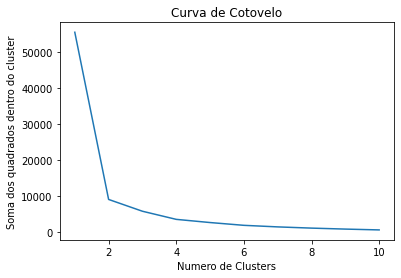 Curva de Cotovelo
Soma dos quadrados dentro do cluster
50000
40000
30000
20000
10000
0
2 4 6 8 10
Numero de Clusters